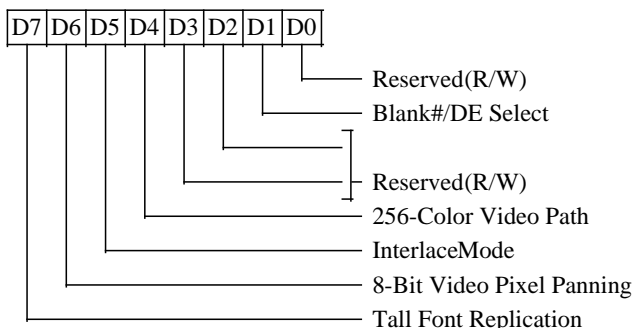 D7 D6 D5 D4 D3 D2 D1 D0
Reserved(R/W)
Blank#/DE Select
Reserved(R/W)
256-Color Video Path
InterlaceMode
8-Bit Video Pixel Panning
Tall Font Replication